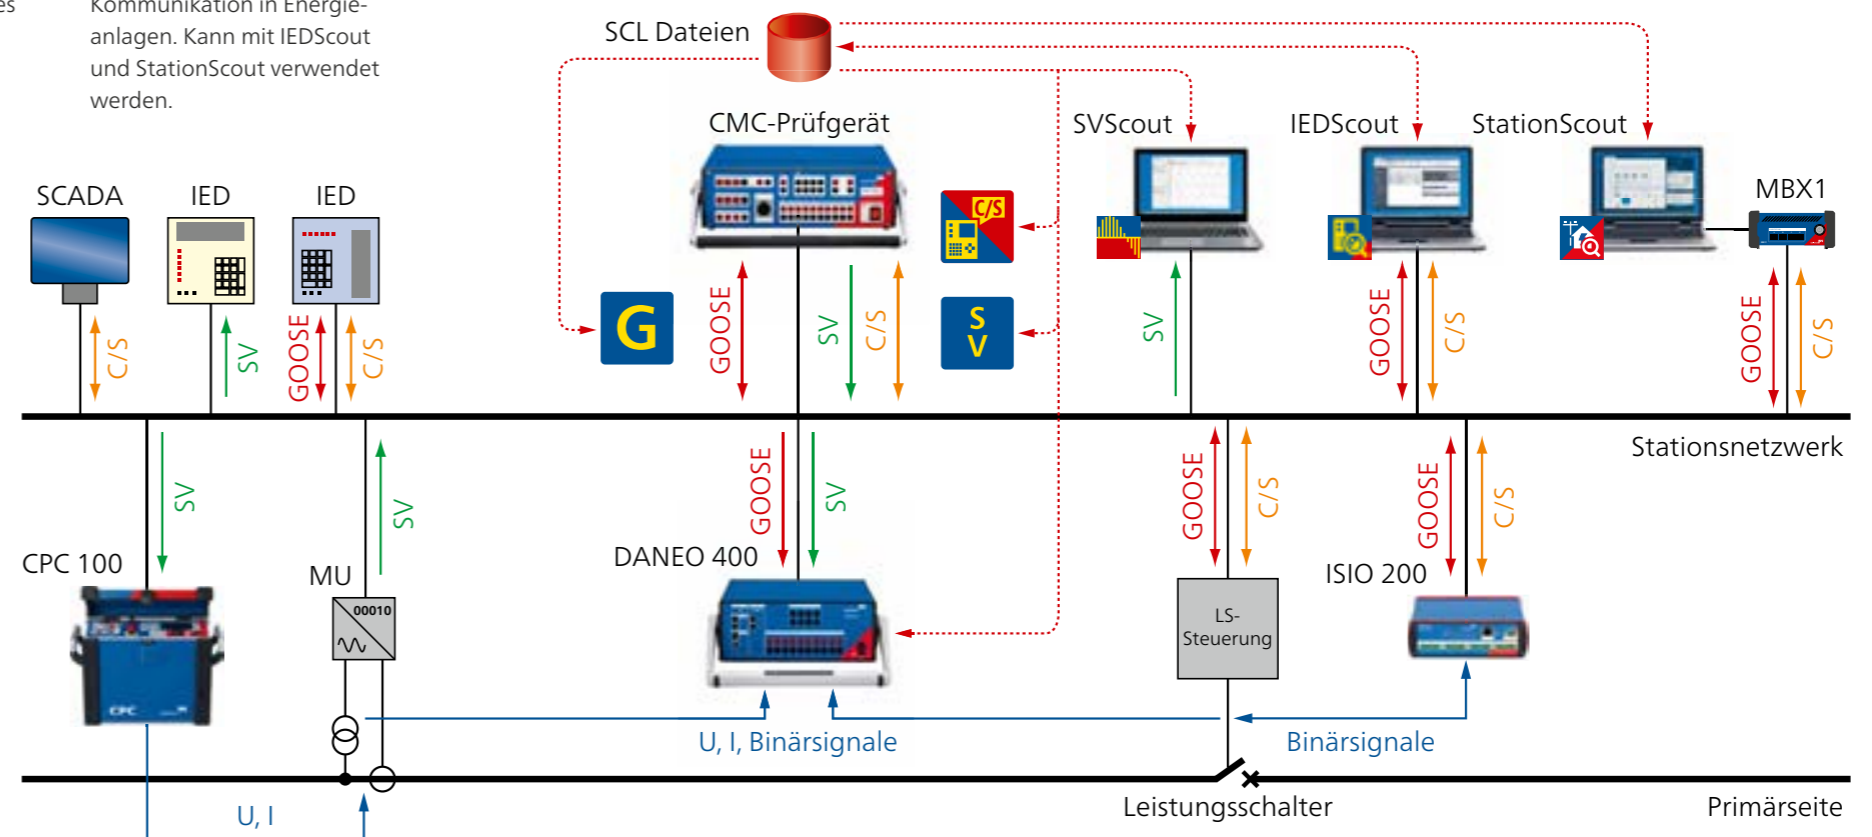 es
Kommunikation in Energie-
anlagen. Kann mit IEDScout
und StationScout verwendet
werden.
SCL Dateien
CMC-Prüfgerät
SVScout
IEDScout
StationScout
MBX1
SCADA
IED
IED
C/S
G
S
V
C/S
SV
GOOSE
C/S
GOOSE
SV
C/S
SV
GOOSE
C/S
GOOSE
C/S
Stationsnetzwerk
SV
SV
GOOSE
SV
GOOSE
C/S
GOOSE
C/S
CPC 100
MU
00010
DANEO 400
LS-
Steuerung
ISIO 200
CPC
U, I, Binärsignale
Binärsignale
U, I
Leistungsschalter
Primärseite